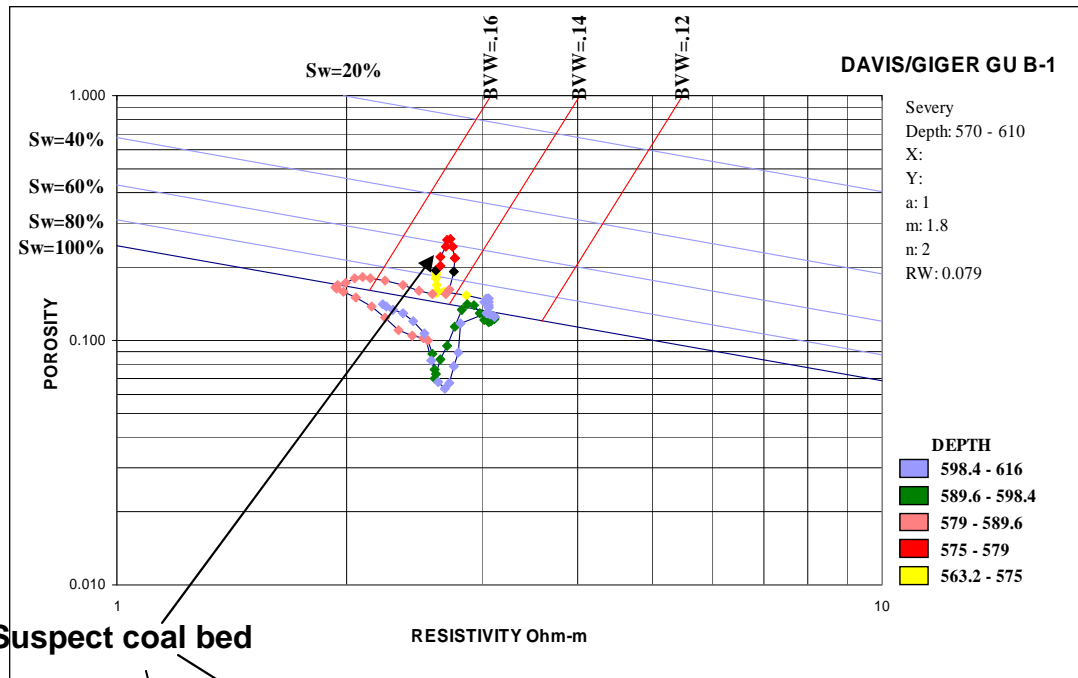 BVW=.16
BVW=.14
BVW=.12
Sw=20%
DAVIS/GIGER GU B-1
1.000
Severy
Depth: 570 - 610
X:
Y:
a: 1
m: 1.8
n: 2
RW: 0.079
Sw=40%
Sw=60%
Sw=80%
Sw=100%
POROSITY
0.100
DEPTH
598.4 - 616
589.6 - 598.4
579 - 589.6
575 - 579
563.2 - 575
0.010
1
10
RESISTIVITY Ohm-m
Suspect coal bed